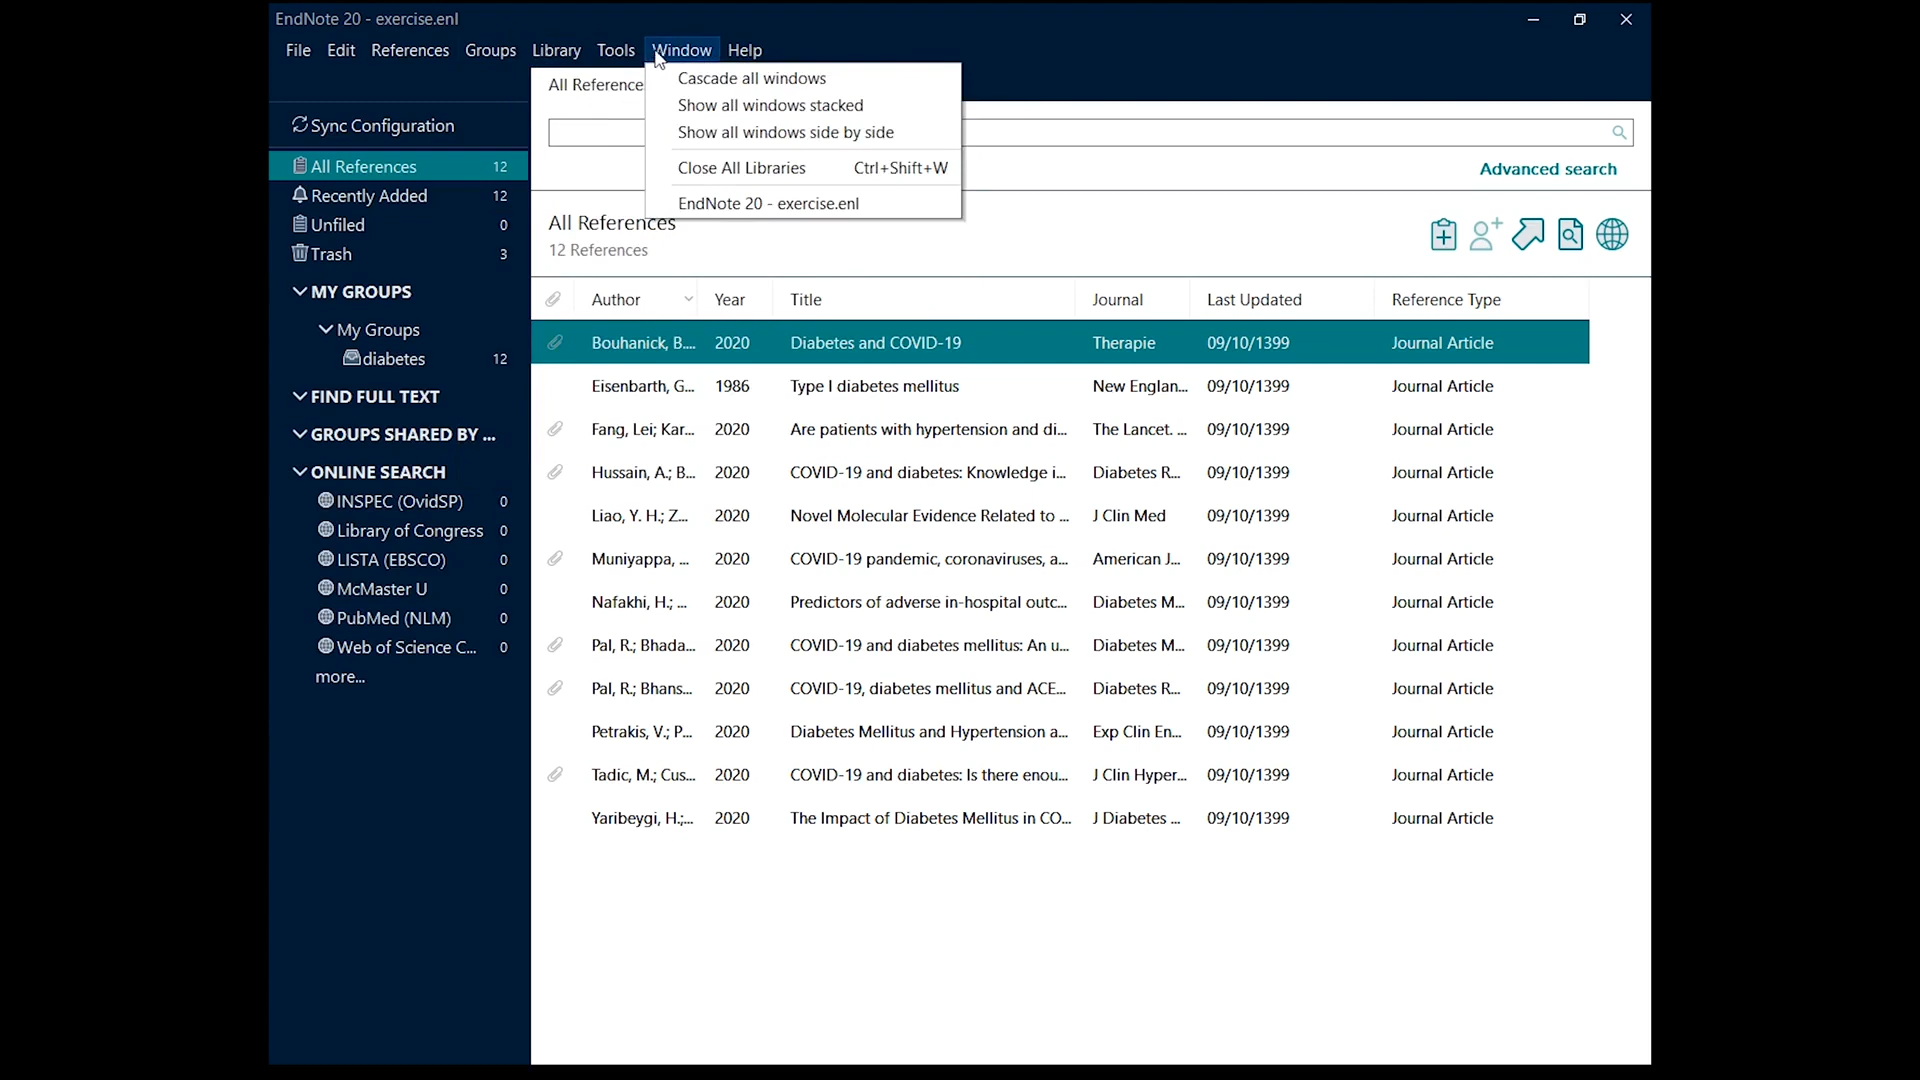 EndNote 20 - exercise.enl
File Edit References Groups Library Tools Window Help
Cascade all windows
Show all windows stacked
Show all windows side by side
Close All Libraries Ctrl+Shift+W
EndNote 20 - exercise.enl
Sync Configuration
All References 12
Recently Added 12
Unfiled 0
Trash 3
MY GROUPS
My Groups
diabetes 12
FIND FULL TEXT
GROUPS SHARED BY ...
ONLINE SEARCH
INSPEC (OvidSP) 0
Library of Congress 0
LISTA (EBSCO) 0
McMaster U 0
PubMed (NLM) 0
Web of Science C... 0
more...
All Reference
Advanced search
All References
12 References
Author Year Title Journal Last Updated Reference Type
Bouhanick, B.... 2020 Diabetes and COVID-19 Therapie 09/10/1399 Journal Article
Eisenbarth, G... 1986 Type I diabetes mellitus New Englan... 09/10/1399 Journal Article
Fang, Lei; Kar... 2020 Are patients with hypertension and di... The Lancet. ... 09/10/1399 Journal Article
Hussain, A.; B... 2020 COVID-19 and diabetes: Knowledge i... Diabetes R... 09/10/1399 Journal Article
Liao, Y. H.; Z... 2020 Novel Molecular Evidence Related to ... J Clin Med 09/10/1399 Journal Article
Muniyappa, ... 2020 COVID-19 pandemic, coronaviruses, a... American J... 09/10/1399 Journal Article
Nafakhi, H.; ... 2020 Predictors of adverse in-hospital outc... Diabetes M... 09/10/1399 Journal Article
Pal, R.; Bhada... 2020 COVID-19 and diabetes mellitus: An u... Diabetes M... 09/10/1399 Journal Article
Pal, R.; Bhans... 2020 COVID-19, diabetes mellitus and ACE... Diabetes R... 09/10/1399 Journal Article
Petrakis, V.; P... 2020 Diabetes Mellitus and Hypertension a... Exp Clin En... 09/10/1399 Journal Article
Tadic, M.; Cus... 2020 COVID-19 and diabetes: Is there enou... J Clin Hyper... 09/10/1399 Journal Article
Yaribeygi, H.;... 2020 The Impact of Diabetes Mellitus in CO... J Diabetes ... 09/10/1399 Journal Article